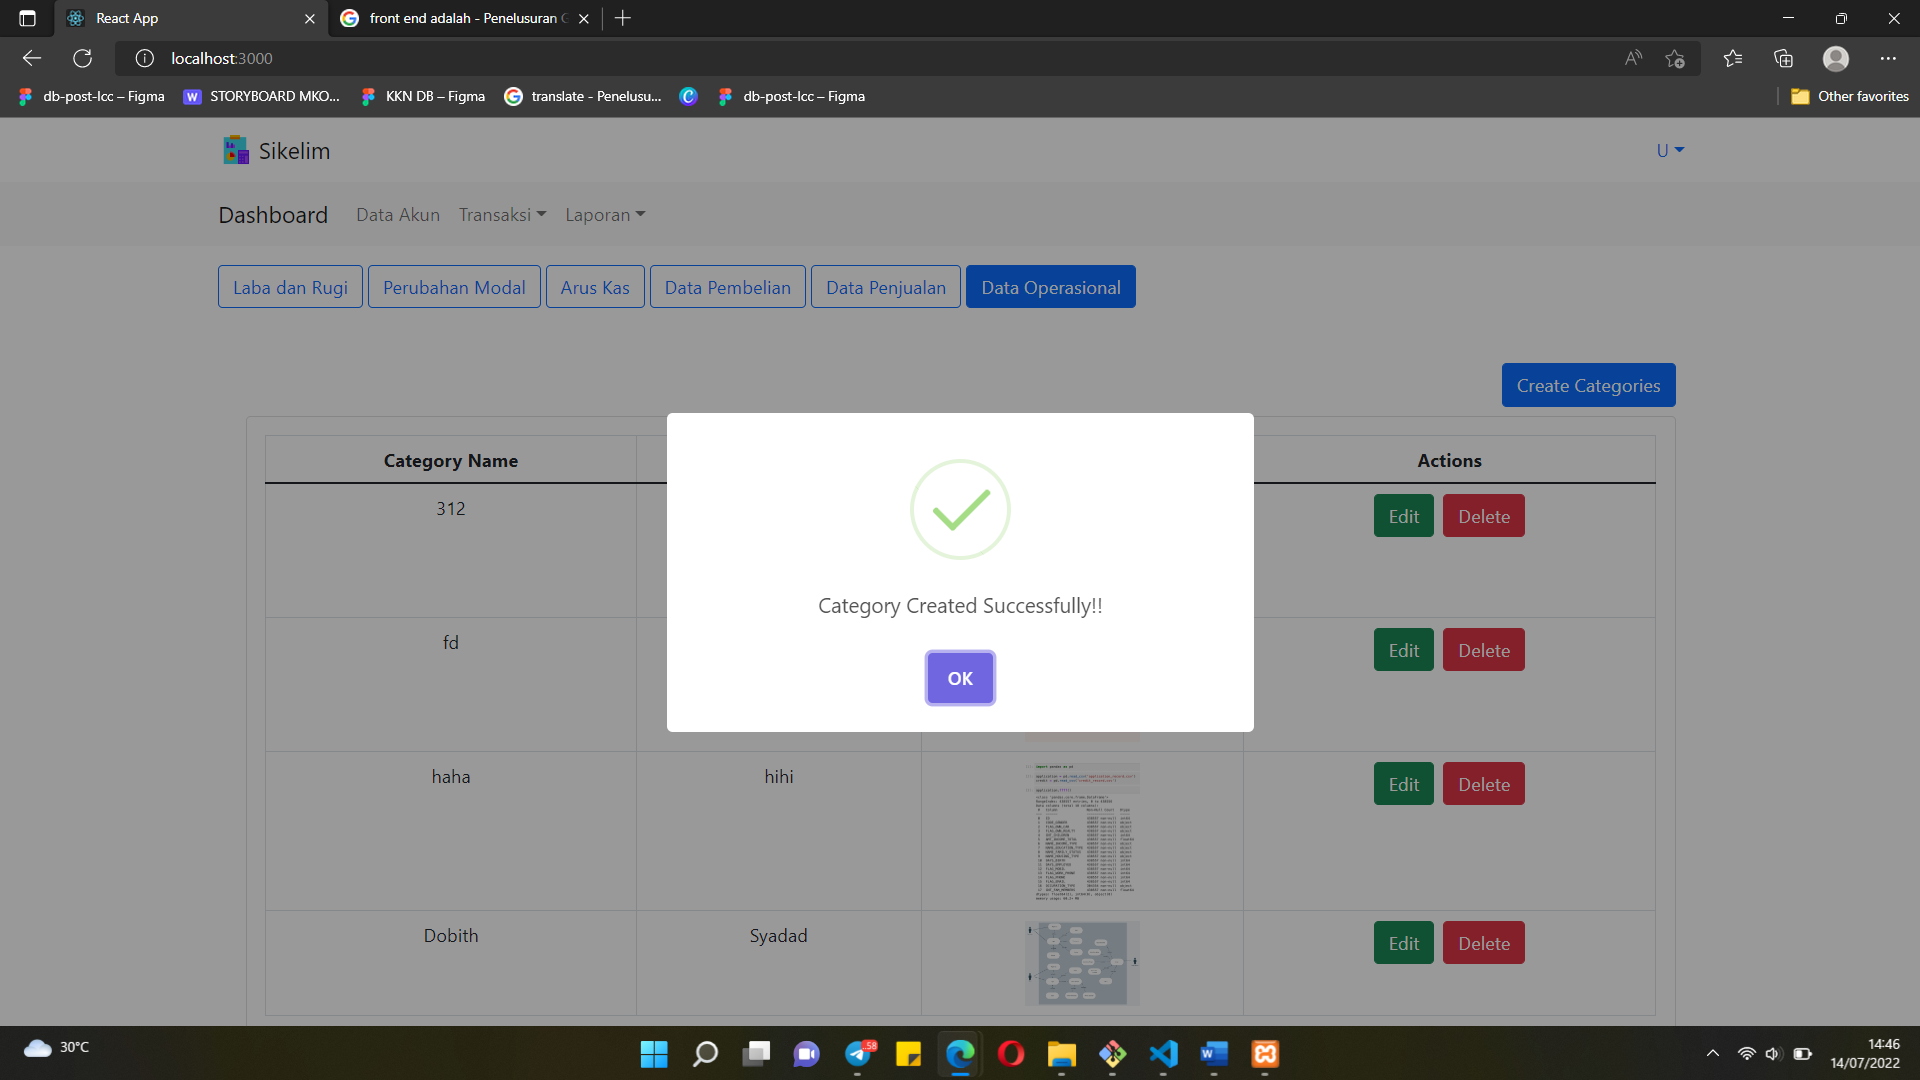 React App
front end adalah - Penelusuran G
localhost:3000
db-post-lcc – Figma
STORYBOARD MKO...
KKN DB – Figma
translate - Penelusu...
db-post-lcc – Figma
Other favorites
Sikelim
U
Dashboard
Data Akun
Transaksi
Laporan
Laba dan Rugi
Perubahan Modal
Arus Kas
Data Pembelian
Data Penjualan
Data Operasional
Create Categories
Category Name
Actions
312
Edit
Delete
Category Created Successfully!!
OK
fd
Edit
Delete
haha
hihi
Edit
Delete
Dobith
Syadad
Edit
Delete
30°C
58
14:46
14/07/2022